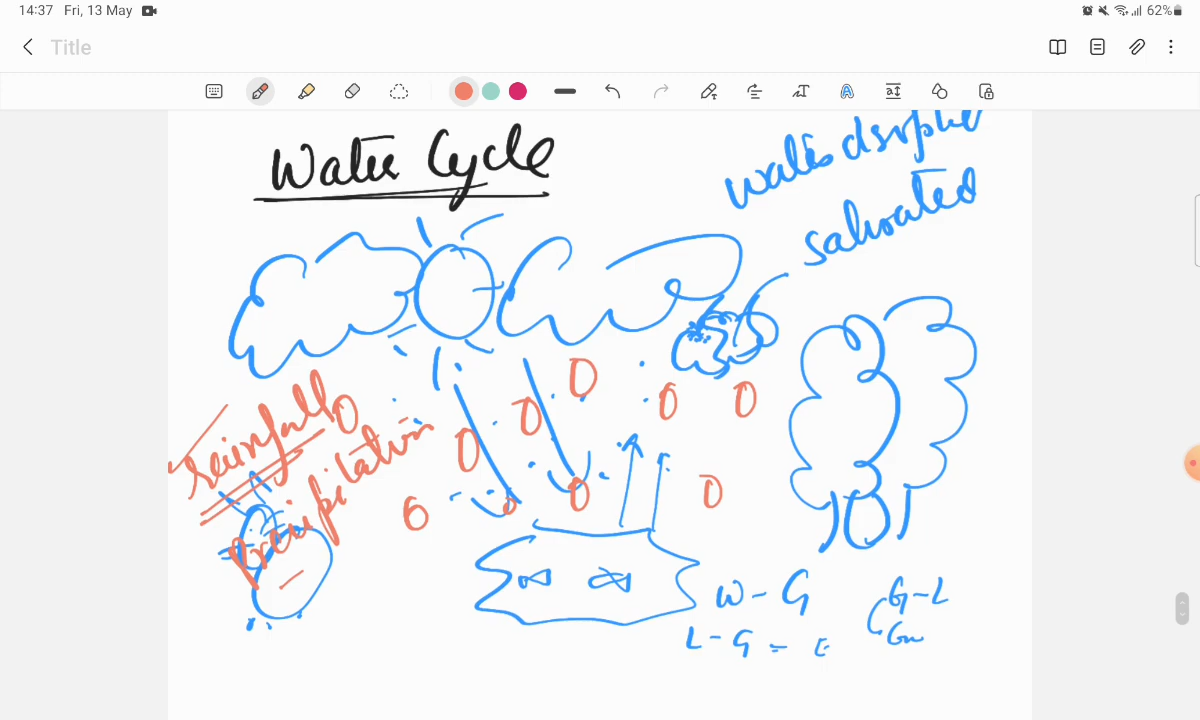 14:37 Fri, 13 May 62%
Title
Water Cycle
saturated
rainfall
Precipitation
W - G
L - G = E
G - L